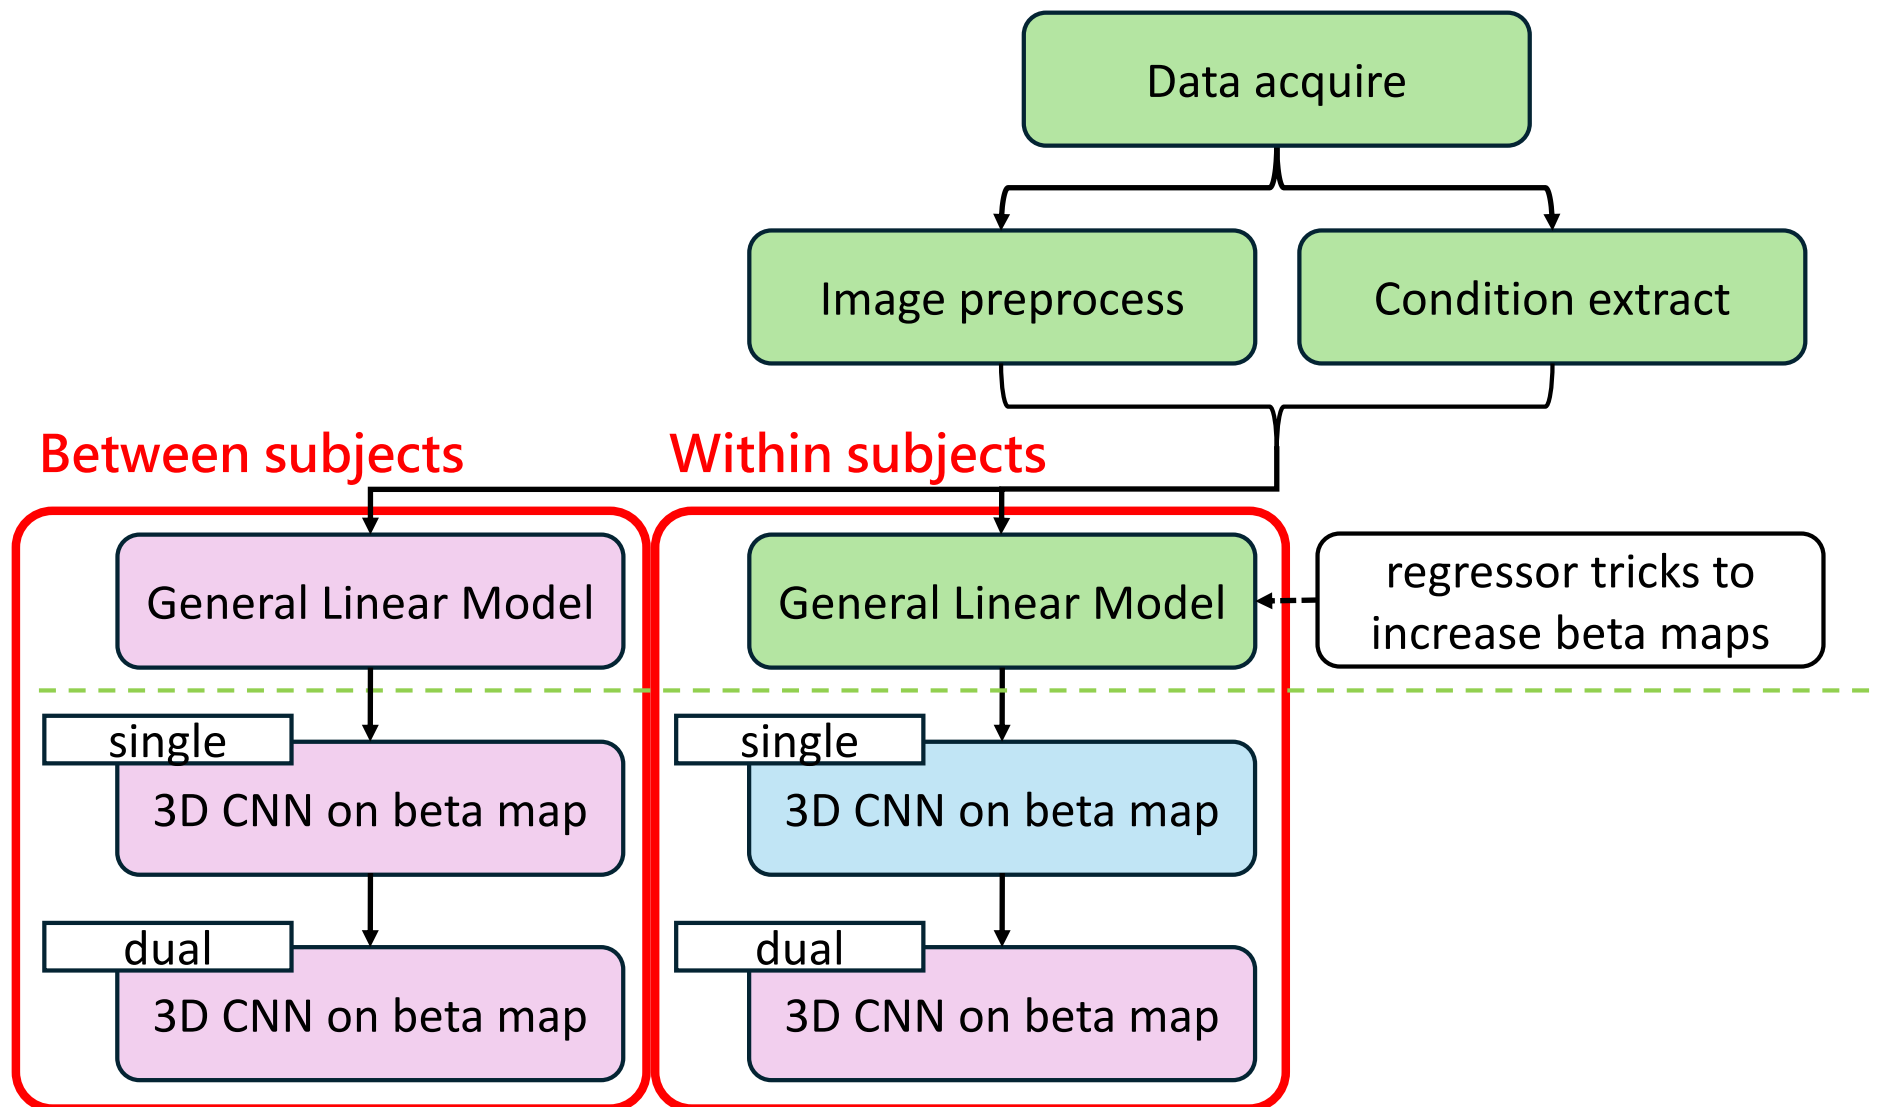 Data acquire
Image preprocess
Condition extract
Between subjects
Within subjects
General Linear Model
General Linear Model
regressor tricks to
increase beta maps
single
3D CNN on beta map
single
3D CNN on beta map
dual
3D CNN on beta map
dual
3D CNN on beta map